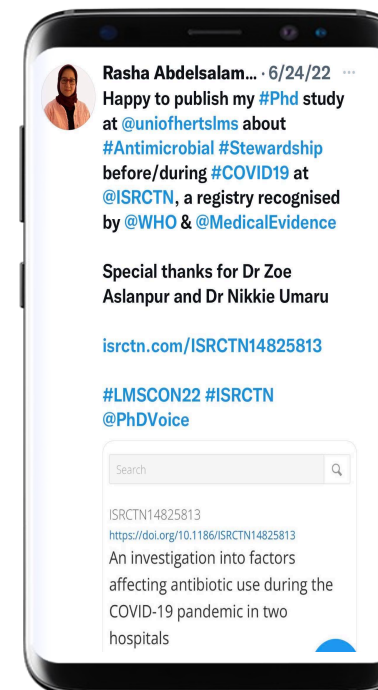 Rasha Abdelsalam... · 6/24/22 ···
Happy to publish my #Phd study
at @uniofhertslms about
#Antimicrobial #Stewardship
before/during #COVID19 at
@ISRCTN, a registry recognised
by @WHO & @MedicalEvidence
Special thanks for Dr Zoe
Aslanpur and Dr Nikkie Umaru
isrctn.com/ISRCTN14825813
#LMSCON22 #ISRCTN
@PhDVoice
Search
ISRCTN14825813
https://doi.org/10.1186/ISRCTN14825813
An investigation into factors
affecting antibiotic use during the
COVID-19 pandemic in two
hospitals